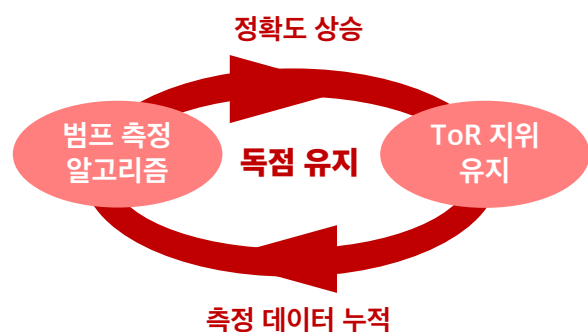 정확도 상승
범프 측정
알고리즘
독점 유지
ToR 지위
유지
측정 데이터 누적